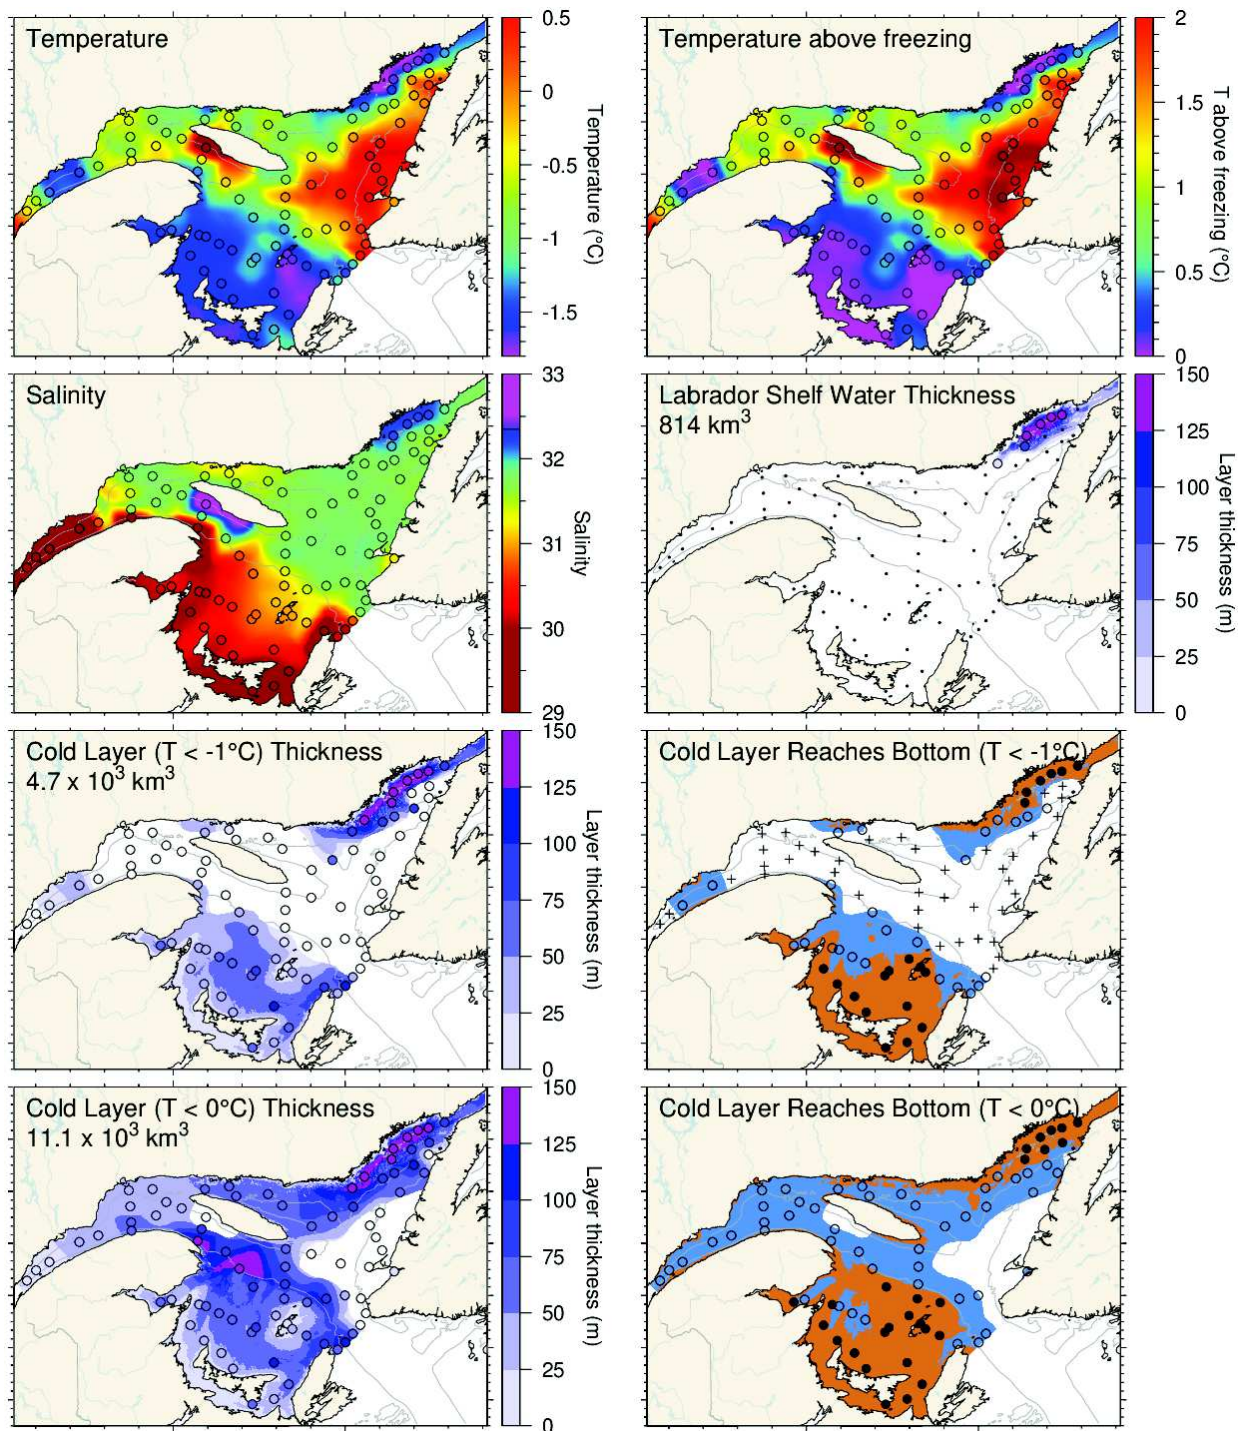 Temperature
0.5
0
-0.5
-1
-1.5
Temperature (°C)
Temperature above freezing
2
1.5
1
0.5
0
T above freezing (°C)
Salinity
33
32
31
30
29
Salinity
Labrador Shelf Water Thickness
814 km³
150
125
100
75
50
25
0
Layer thickness (m)
Cold Layer (T < -1°C) Thickness
4.7 x 10³ km³
150
125
100
75
50
25
0
Layer thickness (m)
Cold Layer Reaches Bottom (T < -1°C)
Cold Layer (T < 0°C) Thickness
11.1 x 10³ km³
150
125
100
75
50
25
0
Layer thickness (m)
Cold Layer Reaches Bottom (T < 0°C)